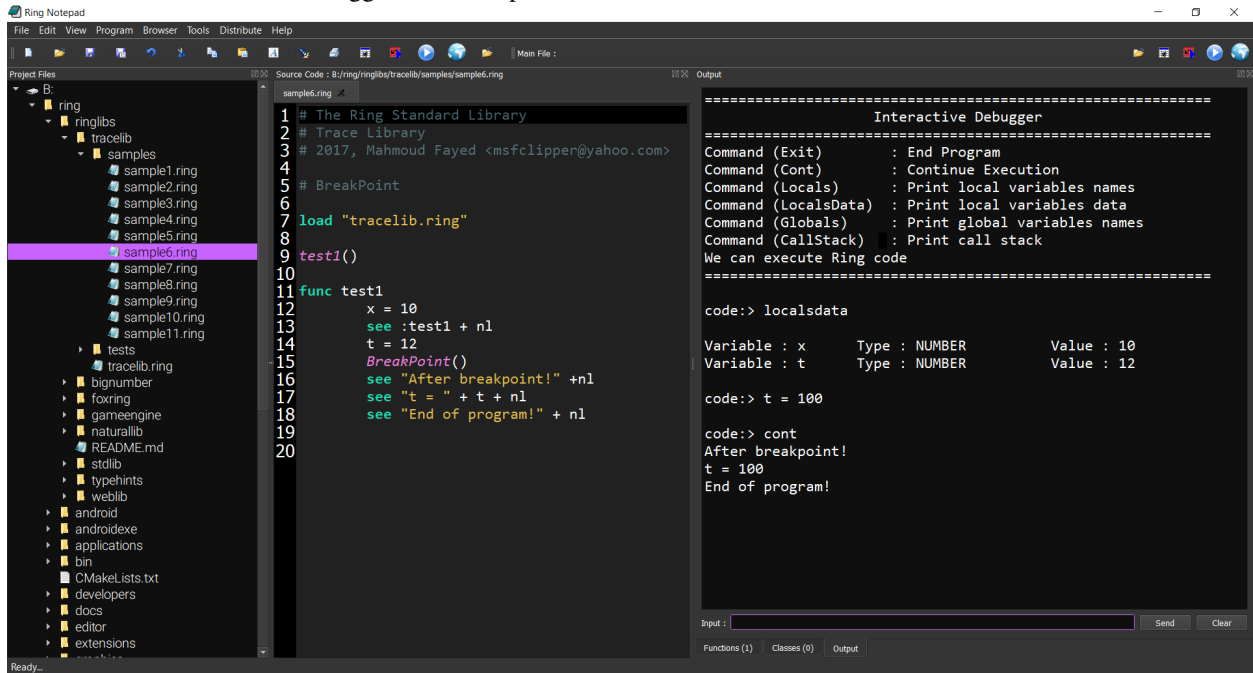 Ring Notepad
File Edit View Program Browser Tools Distribute Help
Main File :
Project Files
B:
ring
ringlibs
tracelib
samples
sample1.ring
sample2.ring
sample3.ring
sample4.ring
sample5.ring
sample6.ring
sample7.ring
sample8.ring
sample9.ring
sample10.ring
sample11.ring
tests
tracelib.ring
bignumber
foxring
gameengine
naturallib
README.md
stdlib
typehints
weblib
android
androidexe
applications
bin
CMakeLists.txt
developers
docs
editor
extensions
Source Code : B:/ring/ringlibs/tracelib/samples/sample6.ring
sample6.ring
1 # The Ring Standard Library
2 # Trace Library
3 # 2017, Mahmoud Fayed <msfclipper@yahoo.com>
4
5 # BreakPoint
6
7 load "tracelib.ring"
8
9 test1()
10
11 func test1
12 x = 10
13 see :test1 + nl
14 t = 12
15 BreakPoint()
16 see "After breakpoint!" +nl
17 see "t = " + t + nl
18 see "End of program!" + nl
19
20
Output
===========================================================
Interactive Debugger
===========================================================
Command (Exit) : End Program
Command (Cont) : Continue Execution
Command (Locals) : Print local variables names
Command (LocalsData) : Print local variables data
Command (Globals) : Print global variables names
Command (CallStack) : Print call stack
We can execute Ring code
===========================================================
code:> localsdata
Variable : x Type : NUMBER Value : 10
Variable : t Type : NUMBER Value : 12
code:> t = 100
code:> cont
After breakpoint!
t = 100
End of program!
Input :
Send Clear
Functions (1) Classes (0) Output
Ready...